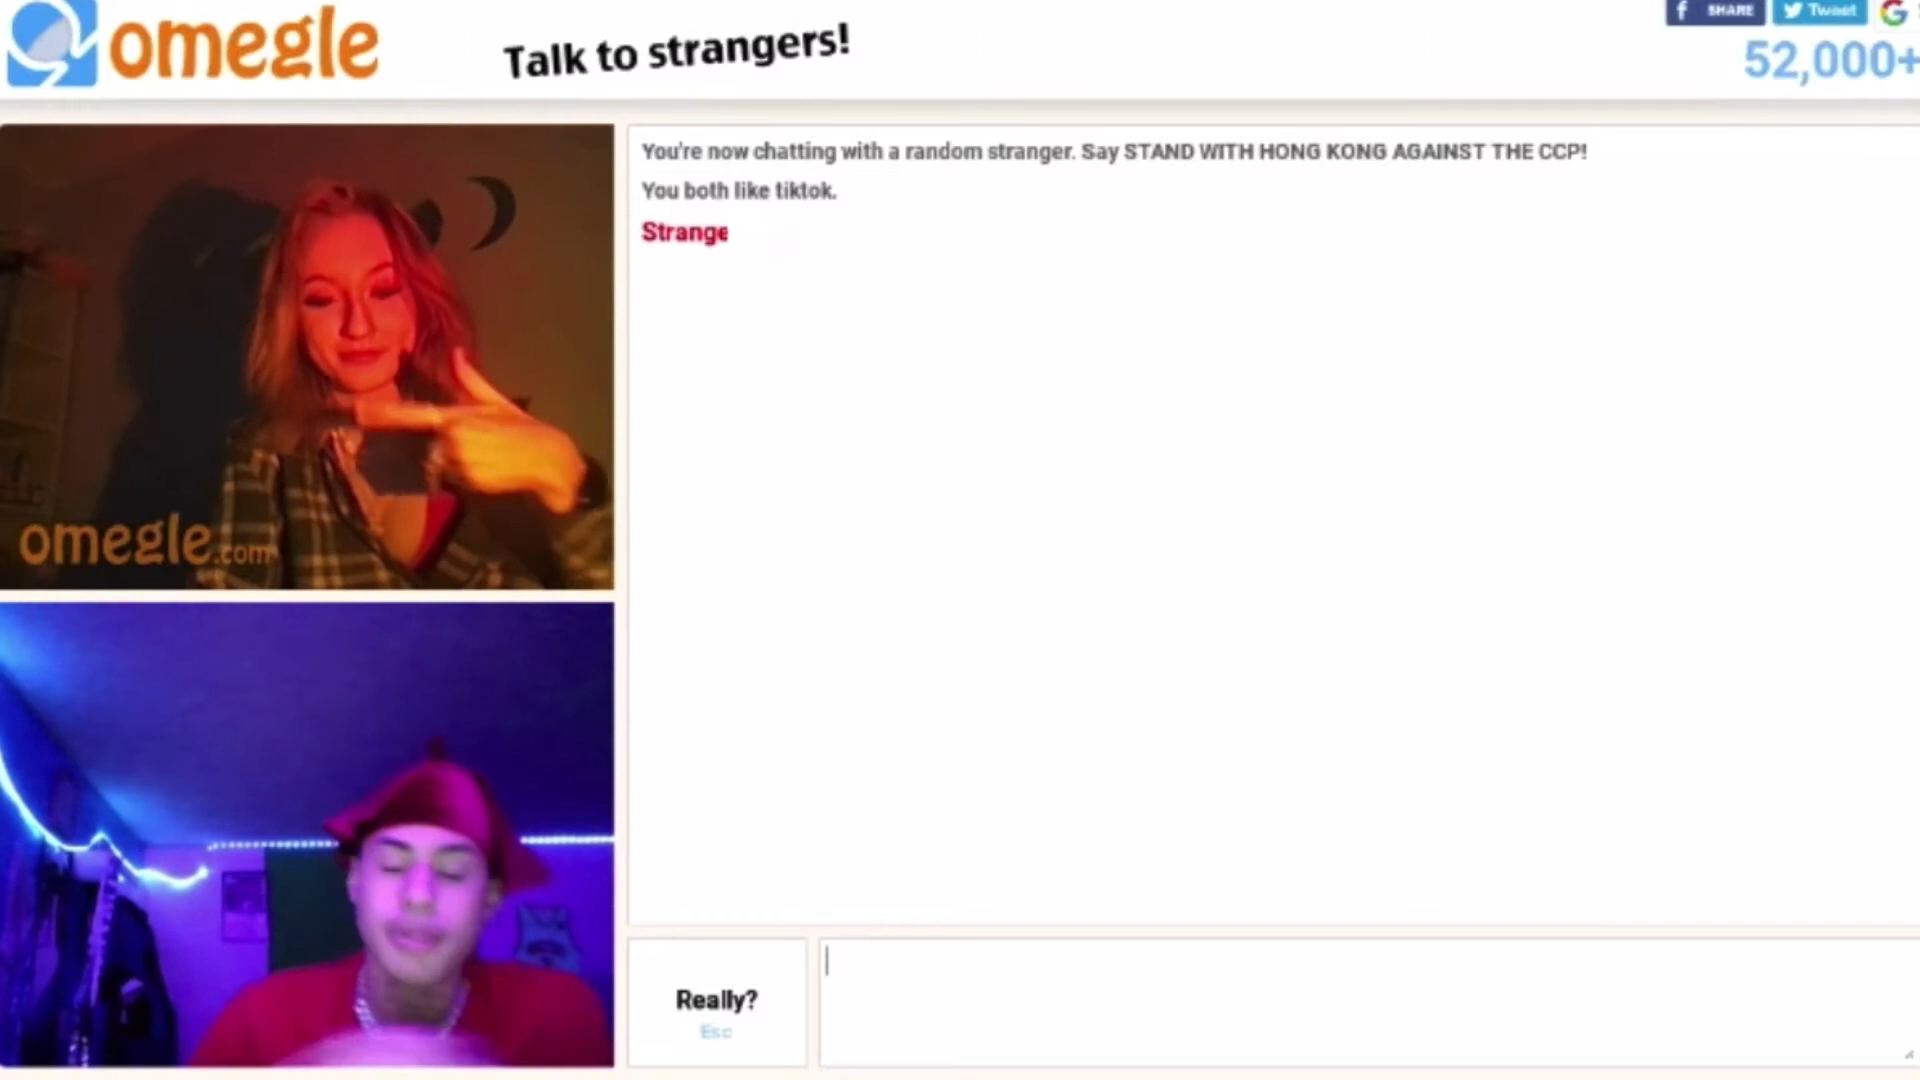 omegle
Talk to strangers!
SHARE
Tweet
52,000+
You're now chatting with a random stranger. Say STAND WITH HONG KONG AGAINST THE CCP!
You both like tiktok.
Strange
omegle.com
Really?
Esc